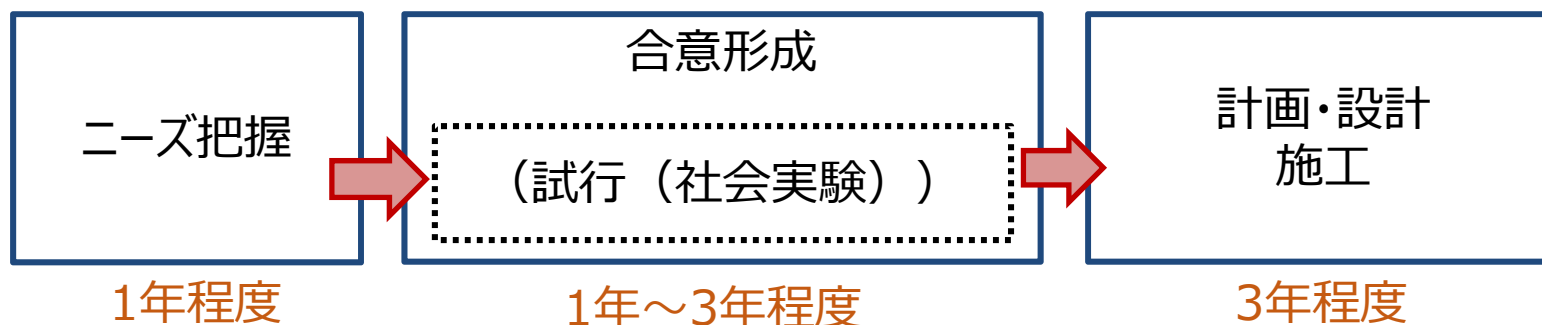 ニーズ把握
合意形成
（試行（社会実験））
計画・設計
施工
1年程度
1年～3年程度
3年程度